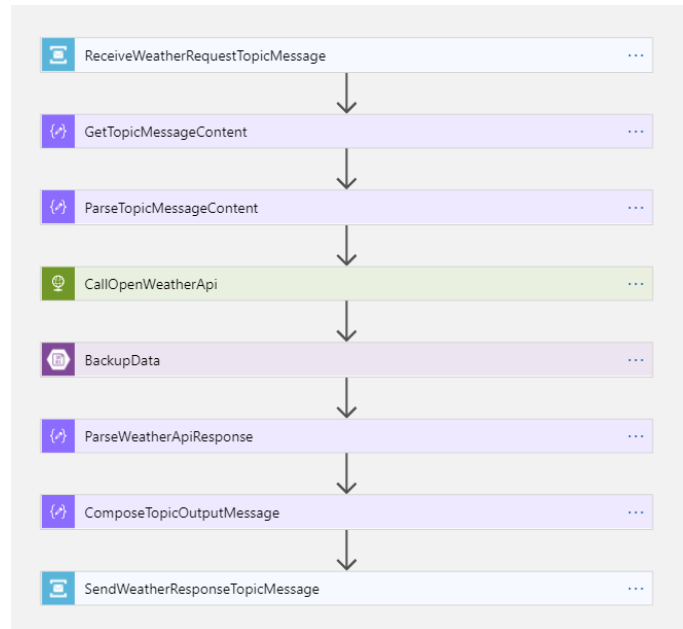 ReceiveWeatherRequestTopicMessage
GetTopicMessageContent
ParseTopicMessageContent
CallOpenWeatherApi
BackupData
ParseWeatherApiResponse
ComposeTopicOutputMessage
SendWeatherResponseTopicMessage